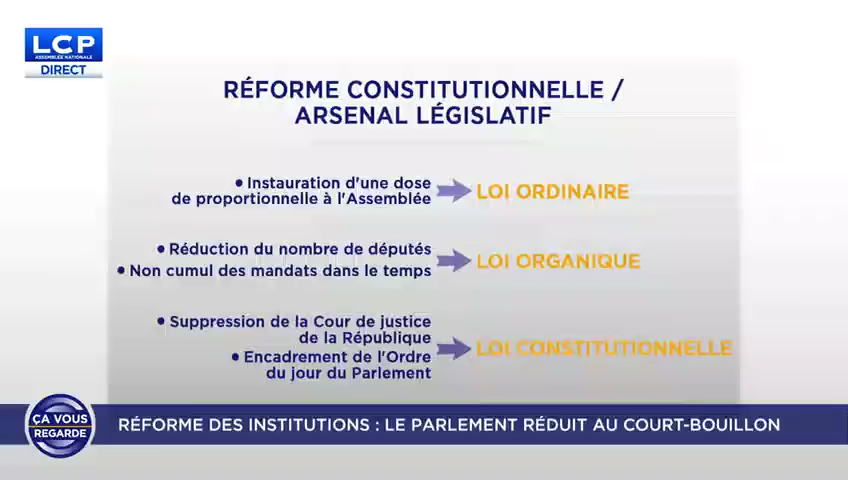 LCP
ASSEMBLÉE NATIONALE
DIRECT
RÉFORME CONSTITUTIONNELLE /
ARSENAL LÉGISLATIF
• Instauration d'une dose
de proportionnelle à l'Assemblée
LOI ORDINAIRE
• Réduction du nombre de députés
• Non cumul des mandats dans le temps
LOI ORGANIQUE
• Suppression de la Cour de justice
de la République
• Encadrement de l'Ordre
du jour du Parlement
LOI CONSTITUTIONNELLE
ÇA VOUS
REGARDE
RÉFORME DES INSTITUTIONS : LE PARLEMENT RÉDUIT AU COURT-BOUILLON